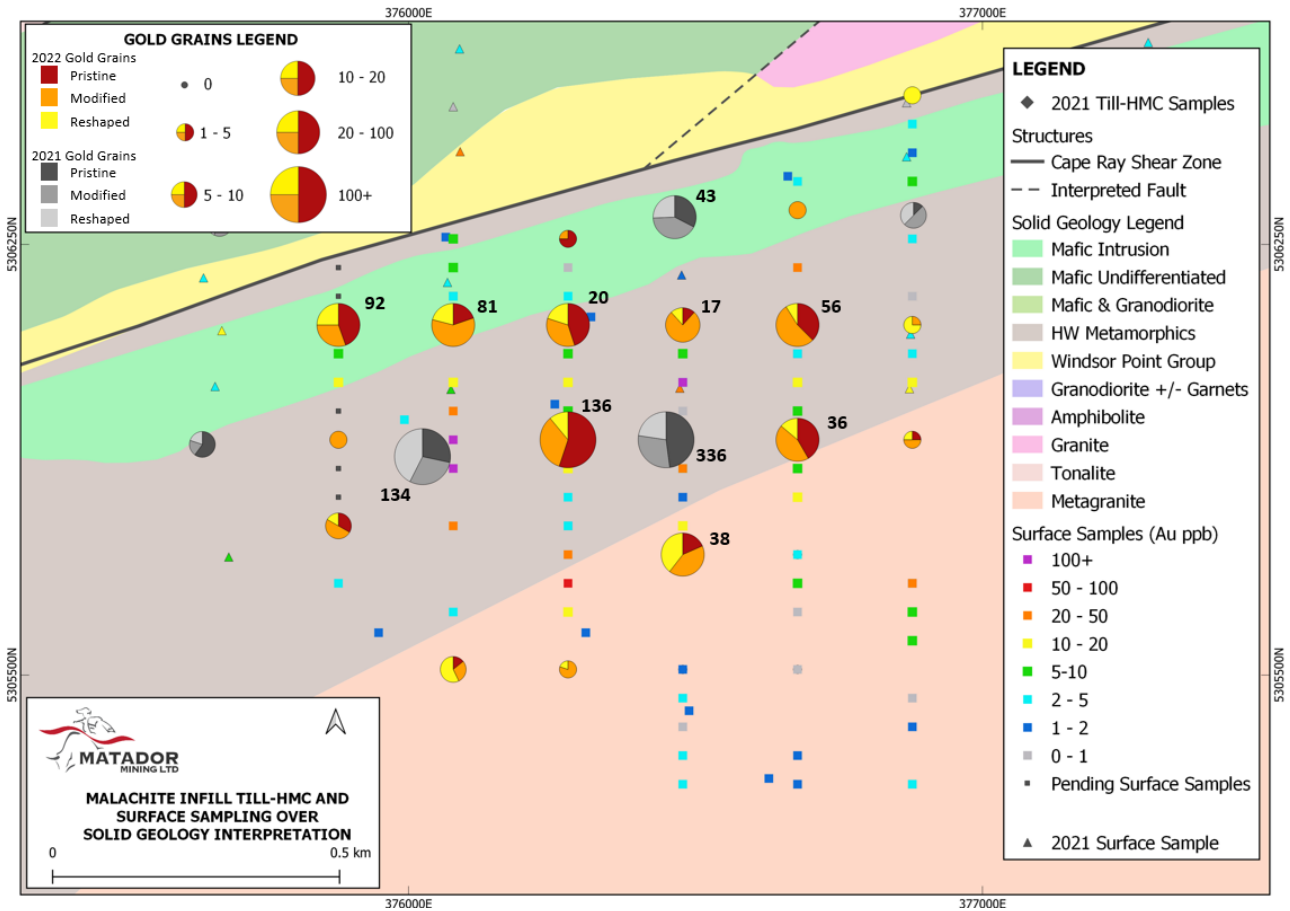 376000E
377000E
GOLD GRAINS LEGEND
2022 Gold Grains
Pristine
Modified
Reshaped
2021 Gold Grains
Pristine
Modified
Reshaped
0
1 - 5
5 - 10
10 - 20
20 - 100
100+
LEGEND
2021 Till-HMC Samples
Structures
Cape Ray Shear Zone
Interpreted Fault
Solid Geology Legend
Mafic Intrusion
Mafic Undifferentiated
Mafic & Granodiorite
HW Metamorphics
Windsor Point Group
Granodiorite +/- Garnets
Amphibolite
Granite
Tonalite
Metagranite
Surface Samples (Au ppb)
100+
50 - 100
20 - 50
10 - 20
5-10
2 - 5
1 - 2
0 - 1
Pending Surface Samples
2021 Surface Sample
5306250N
5306250N
43
92
81
20
17
56
136
36
134
336
38
5305500N
5305500N
MATADOR
MINING LTD
MALACHITE INFILL TILL-HMC AND
SURFACE SAMPLING OVER
SOLID GEOLOGY INTERPRETATION
0
0.5 km
376000E
377000E